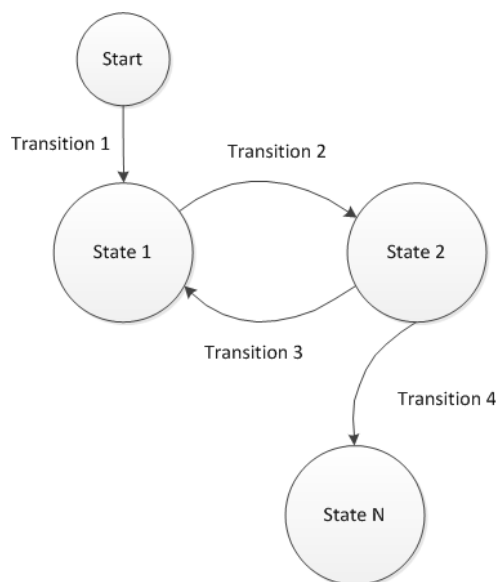 Start
Transition 1
Transition 2
State 1
State 2
Transition 3
Transition 4
State N